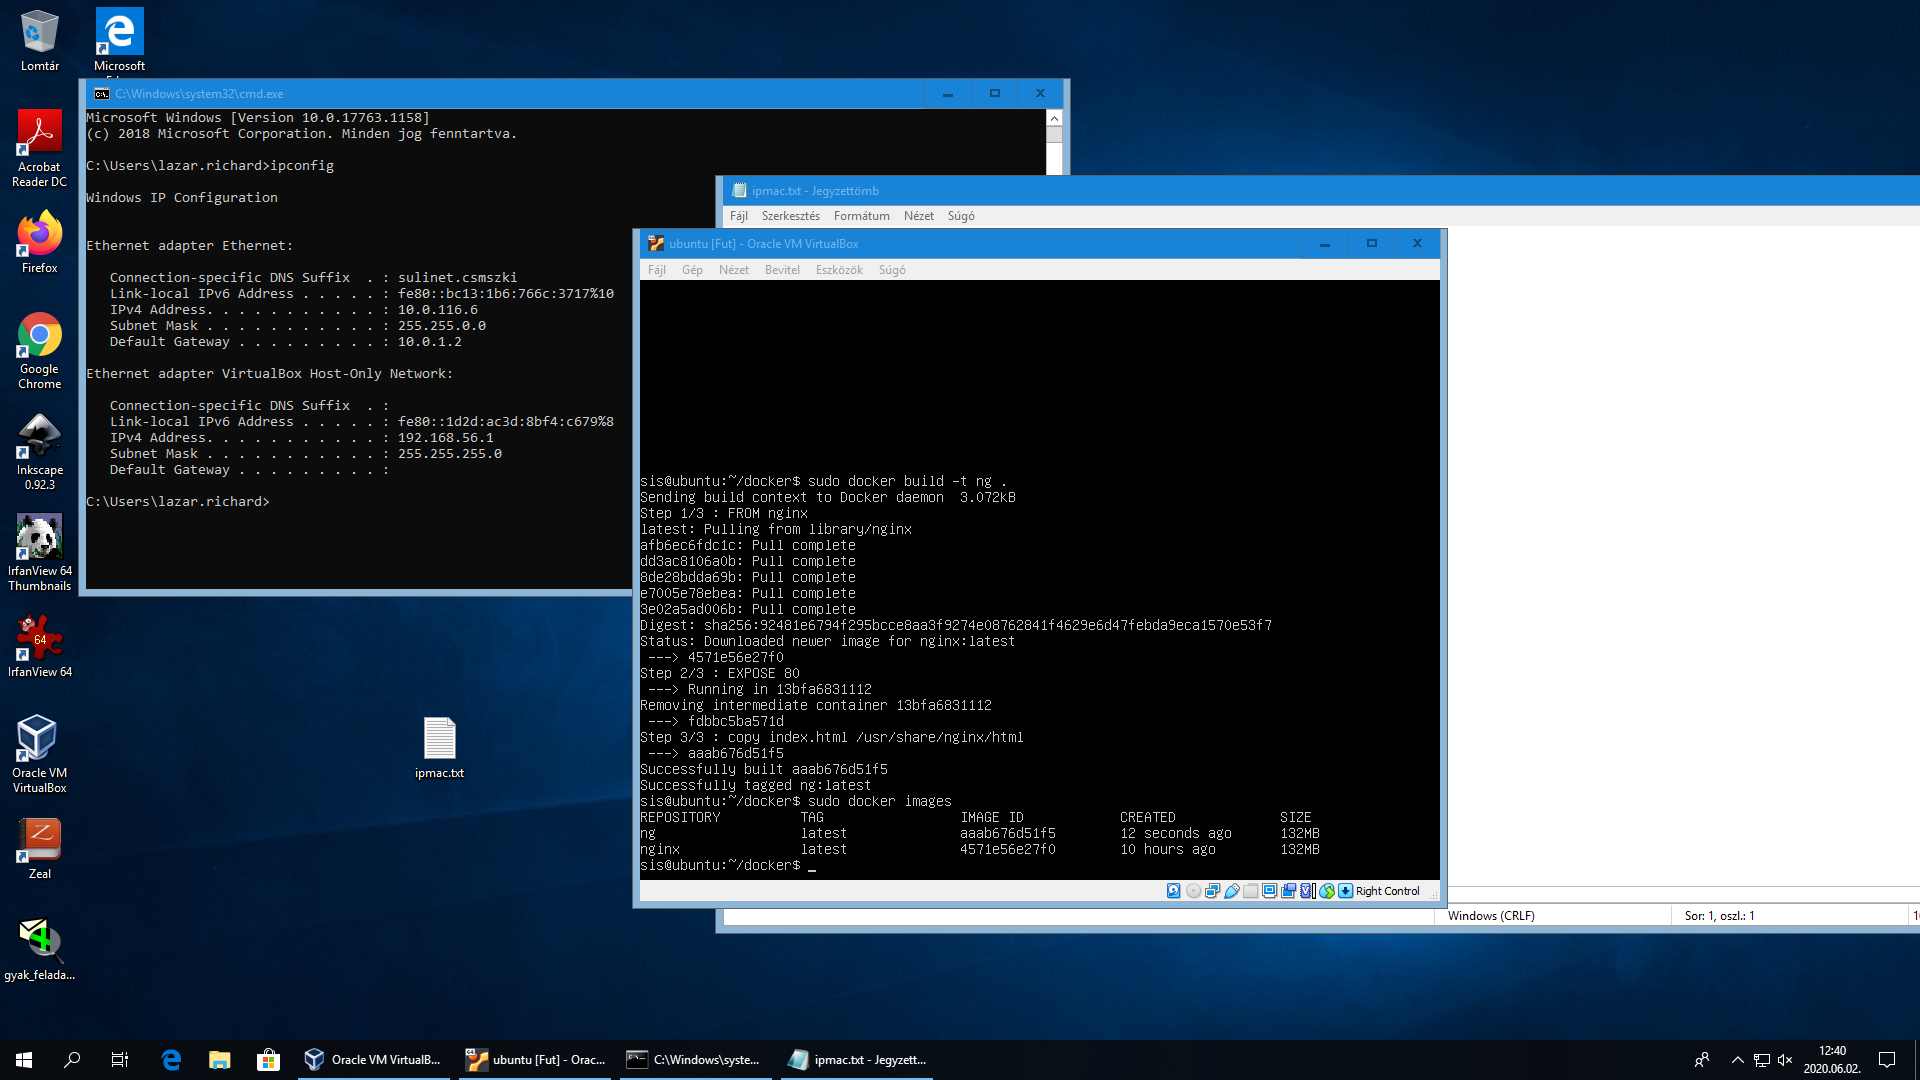 Lomtár
Microsoft
Acrobat
Reader DC
Firefox
Google
Chrome
Inkscape
0.92.3
IrfanView 64
Thumbnails
64
IrfanView 64
Oracle VM
VirtualBox
Zeal
gyak_felada...
ipmac.txt
C:\Windows\system32\cmd.exe
Microsoft Windows [Version 10.0.17763.1158]
(c) 2018 Microsoft Corporation. Minden jog fenntartva.
C:\Users\lazar.richard>ipconfig
Windows IP Configuration
Ethernet adapter Ethernet:
Connection-specific DNS Suffix  . : sulinet.csmszki
Link-local IPv6 Address . . . . . : fe80::bc13:1b6:766c:3717%10
IPv4 Address. . . . . . . . . . . : 10.0.116.6
Subnet Mask . . . . . . . . . . . : 255.255.0.0
Default Gateway . . . . . . . . . : 10.0.1.2
Ethernet adapter VirtualBox Host-Only Network:
Connection-specific DNS Suffix  . :
Link-local IPv6 Address . . . . . : fe80::1d2d:ac3d:8bf4:c679%8
IPv4 Address. . . . . . . . . . . : 192.168.56.1
Subnet Mask . . . . . . . . . . . : 255.255.255.0
Default Gateway . . . . . . . . . :
C:\Users\lazar.richard>
ipmac.txt - Jegyzettömb
Fájl Szerkesztés Formátum Nézet Súgó
ubuntu [Fut] - Oracle VM VirtualBox
Fájl Gép Nézet Bevitel Eszközök Súgó
sis@ubuntu:~/docker$ sudo docker build -t ng .
Sending build context to Docker daemon  3.072kB
Step 1/3 : FROM nginx
latest: Pulling from library/nginx
afb6ec6fdc1c: Pull complete
dd3ac8106a0b: Pull complete
8de28bdda69b: Pull complete
e7005e78ebea: Pull complete
3e02a5ad006b: Pull complete
Digest: sha256:92481e6794f295bcce8aa3f9274e08762841f4629e6d47febda9eca1570e53f7
Status: Downloaded newer image for nginx:latest
---> 4571e56e27f0
Step 2/3 : EXPOSE 80
---> Running in 13bfa6831112
Removing intermediate container 13bfa6831112
---> fdbbc5ba571d
Step 3/3 : copy index.html /usr/share/nginx/html
---> aaab676d51f5
Successfully built aaab676d51f5
Successfully tagged ng:latest
sis@ubuntu:~/docker$ sudo docker images
REPOSITORY TAG IMAGE ID CREATED SIZE
ng latest aaab676d51f5 12 seconds ago 132MB
nginx latest 4571e56e27f0 10 hours ago 132MB
sis@ubuntu:~/docker$ _
Right Control
Windows (CRLF) Sor: 1, oszl.: 1
Oracle VM VirtualB... ubuntu [Fut] - Orac... C:\Windows\syste... ipmac.txt - Jegyzett...
12:40
2020.06.02.